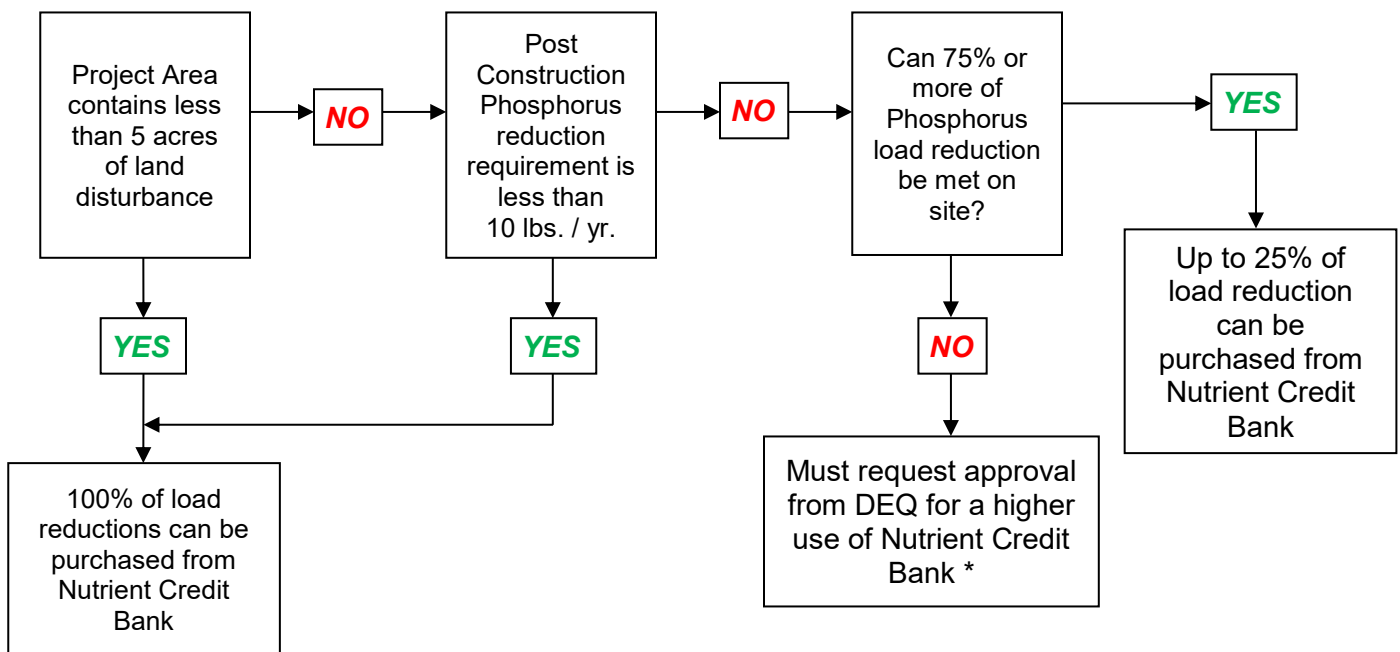 Project Area
contains less
than 5 acres
of land
disturbance
NO
Post
Construction
Phosphorus
reduction
requirement is
less than
10 lbs. / yr.
NO
Can 75% or
more of
Phosphorus
load reduction
be met on
site?
YES
YES
YES
NO
Up to 25% of
load reduction
can be
purchased from
Nutrient Credit
Bank
100% of load
reductions can be
purchased from
Nutrient Credit
Bank
Must request approval
from DEQ for a higher
use of Nutrient Credit
Bank *